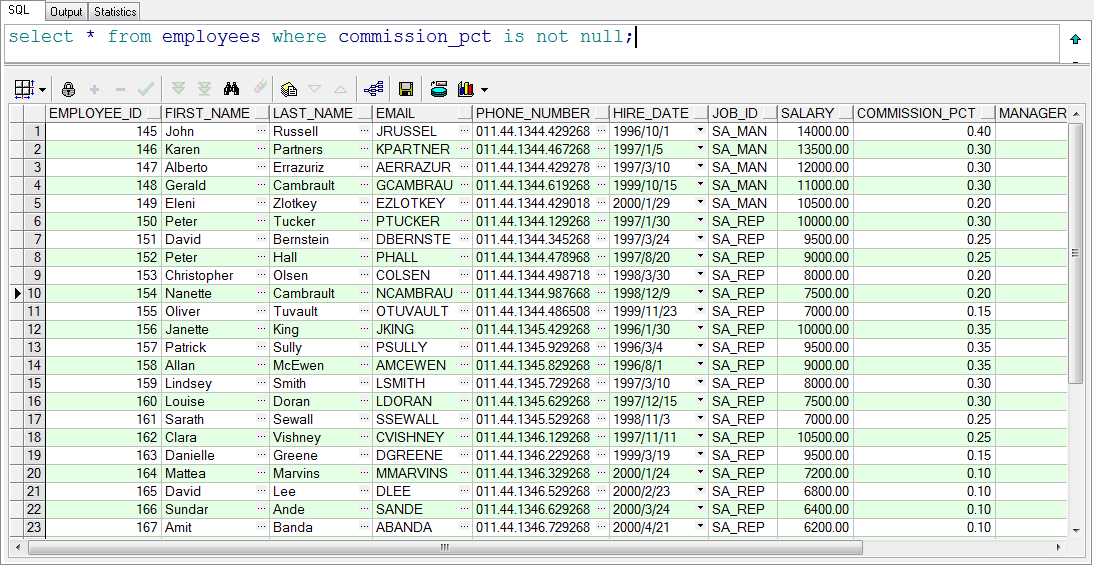 SQL Output Statistics
select * from employees where commission_pct is not null;
EMPLOYEE_ID FIRST_NAME LAST_NAME EMAIL PHONE_NUMBER HIRE_DATE JOB_ID SALARY COMMISSION_PCT MANAGER
1 145 John Russell JRUSSEL 011.44.1344.429268 1996/10/1 SA_MAN 14000.00 0.40
2 146 Karen Partners KPARTNER 011.44.1344.467268 1997/1/5 SA_MAN 13500.00 0.30
3 147 Alberto Errazuriz AERRAZUR 011.44.1344.429278 1997/3/10 SA_MAN 12000.00 0.30
4 148 Gerald Cambrault GCAMBRAU 011.44.1344.619268 1999/10/15 SA_MAN 11000.00 0.30
5 149 Eleni Zlotkey EZLOTKEY 011.44.1344.429018 2000/1/29 SA_MAN 10500.00 0.20
6 150 Peter Tucker PTUCKER 011.44.1344.129268 1997/1/30 SA_REP 10000.00 0.30
7 151 David Bernstein DBERNSTE 011.44.1344.345268 1997/3/24 SA_REP 9500.00 0.25
8 152 Peter Hall PHALL 011.44.1344.478968 1997/8/20 SA_REP 9000.00 0.25
9 153 Christopher Olsen COLSEN 011.44.1344.498718 1998/3/30 SA_REP 8000.00 0.20
10 154 Nanette Cambrault NCAMBRAU 011.44.1344.987668 1998/12/9 SA_REP 7500.00 0.20
11 155 Oliver Tuvault OTUVAULT 011.44.1344.486508 1999/11/23 SA_REP 7000.00 0.15
12 156 Janette King JKING 011.44.1345.429268 1996/1/30 SA_REP 10000.00 0.35
13 157 Patrick Sully PSULLY 011.44.1345.929268 1996/3/4 SA_REP 9500.00 0.35
14 158 Allan McEwen AMCEWEN 011.44.1345.829268 1996/8/1 SA_REP 9000.00 0.35
15 159 Lindsey Smith LSMITH 011.44.1345.729268 1997/3/10 SA_REP 8000.00 0.30
16 160 Louise Doran LDORAN 011.44.1345.629268 1997/12/15 SA_REP 7500.00 0.30
17 161 Sarath Sewall SSEWALL 011.44.1345.529268 1998/11/3 SA_REP 7000.00 0.25
18 162 Clara Vishney CVISHNEY 011.44.1346.129268 1997/11/11 SA_REP 10500.00 0.25
19 163 Danielle Greene DGREENE 011.44.1346.229268 1999/3/19 SA_REP 9500.00 0.15
20 164 Mattea Marvins MMARVINS 011.44.1346.329268 2000/1/24 SA_REP 7200.00 0.10
21 165 David Lee DLEE 011.44.1346.529268 2000/2/23 SA_REP 6800.00 0.10
22 166 Sundar Ande SANDE 011.44.1346.629268 2000/3/24 SA_REP 6400.00 0.10
23 167 Amit Banda ABANDA 011.44.1346.729268 2000/4/21 SA_REP 6200.00 0.10